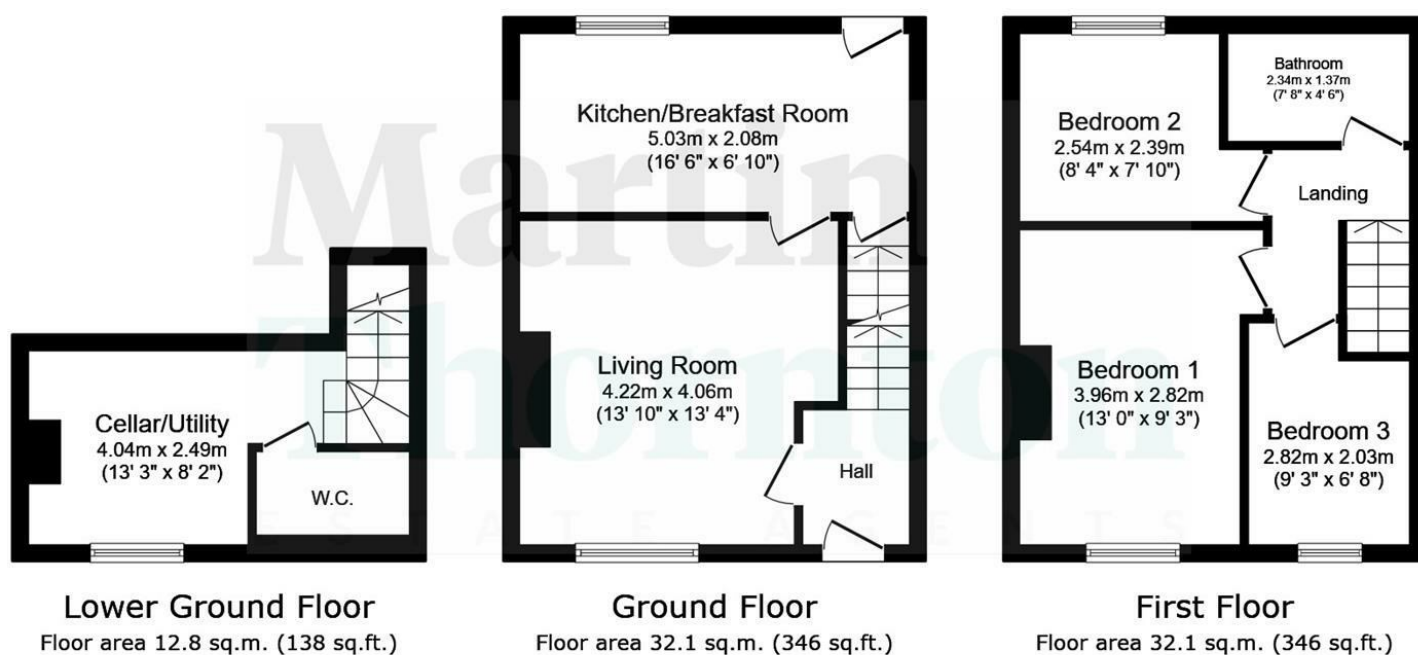 Martin
Thornton
ESTATE AGENTS
Cellar/Utility
4.04m x 2.49m
(13' 3" x 8' 2")
W.C.
Lower Ground Floor
Floor area 12.8 sq.m. (138 sq.ft.)
Kitchen/Breakfast Room
5.03m x 2.08m
(16' 6" x 6' 10")
Living Room
4.22m x 4.06m
(13' 10" x 13' 4")
Hall
Ground Floor
Floor area 32.1 sq.m. (346 sq.ft.)
Bathroom
2.34m x 1.37m
(7' 8" x 4' 6")
Bedroom 2
2.54m x 2.39m
(8' 4" x 7' 10")
Landing
Bedroom 1
3.96m x 2.82m
(13' 0" x 9' 3")
Bedroom 3
2.82m x 2.03m
(9' 3" x 6' 8")
First Floor
Floor area 32.1 sq.m. (346 sq.ft.)